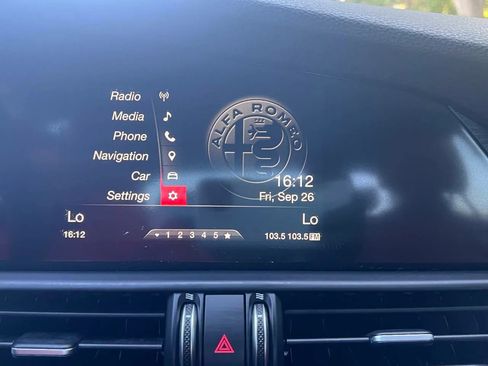 Radio
Media
Phone
Navigation
Car
Settings
ALFA ROMEO
16:12
Fri, Sep 26
Lo
Lo
16:12
1 2 3 4 5
103.5 103.5 FM